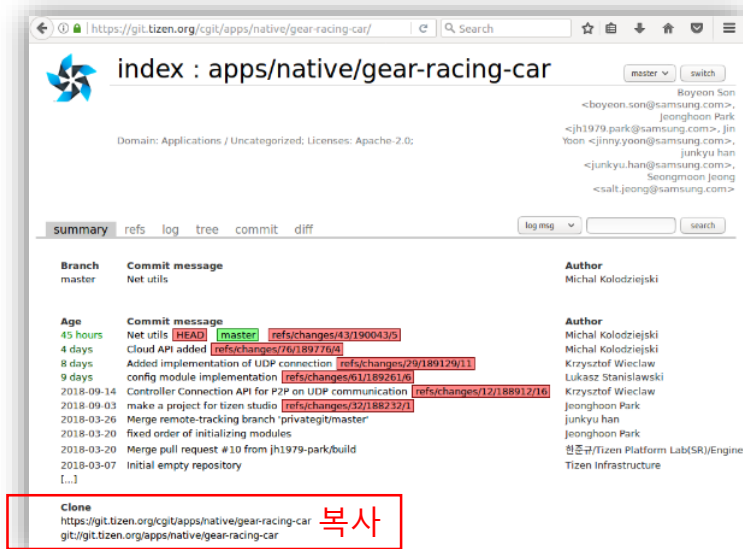 https://git.tizen.org/cgit/apps/native/gear-racing-car/
Search
index : apps/native/gear-racing-car
master
switch
Boyeon Son
<boyeon.son@samsung.com>,
Jeonghoon Park
<jh1979.park@samsung.com>, Jin
Yoon <jinny.yoon@samsung.com>,
junkyu han
<junkyu.han@samsung.com>,
Seongmoon Jeong
<salt.jeong@samsung.com>
Domain: Applications / Uncategorized; Licenses: Apache-2.0;
summary refs log tree commit diff
log msg
search
Branch Commit message Author
master Net utils Michal Kolodziejski
Age Commit message Author
45 hours Net utils HEAD master refs/changes/43/190043/5 Michal Kolodziejski
4 days Cloud API added refs/changes/76/189776/4 Michal Kolodziejski
8 days Added implementation of UDP connection refs/changes/29/189129/11 Krzysztof Wieclaw
9 days config module implementation refs/changes/61/189261/6 Lukasz Stanislawski
2018-09-14 Controller Connection API for P2P on UDP communication refs/changes/12/188912/16 Krzysztof Wieclaw
2018-09-03 make a project for tizen studio refs/changes/32/188232/1 Jeonghoon Park
2018-03-26 Merge remote-tracking branch 'privategit/master' junkyu han
2018-03-20 fixed order of initializing modules Jeonghoon Park
2018-03-20 Merge pull request #10 from jh1979-park/build 한준규/Tizen Platform Lab(SR)/Engine
2018-03-07 Initial empty repository Tizen Infrastructure
[...]
Clone
https://git.tizen.org/cgit/apps/native/gear-racing-car
git://git.tizen.org/apps/native/gear-racing-car
복사